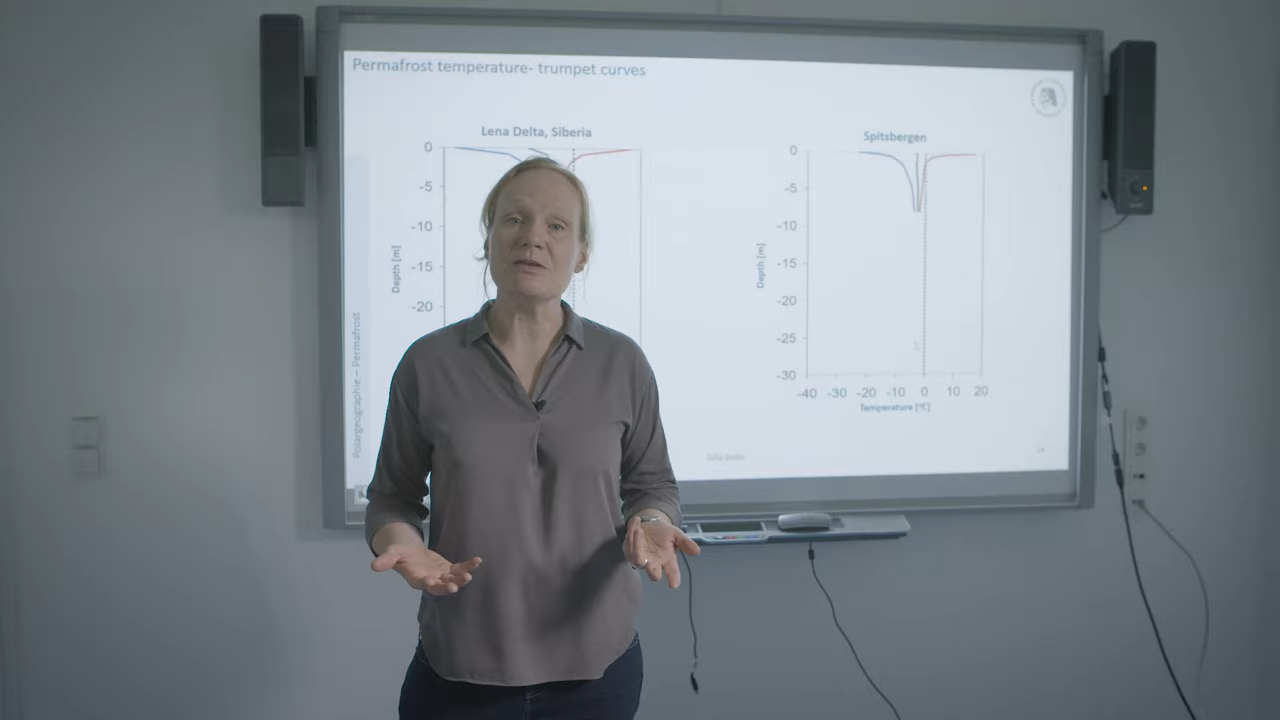 Permafrost temperature- trumpet curves
Lena Delta, Siberia
0
-5
-10
-15
-20
Depth [m]
Polargeographie – Permafrost
Spitsbergen
0
-5
-10
-15
-20
-25
-30
Depth [m]
-40 -30 -20 -10 0 10 20
Temperature [°C]